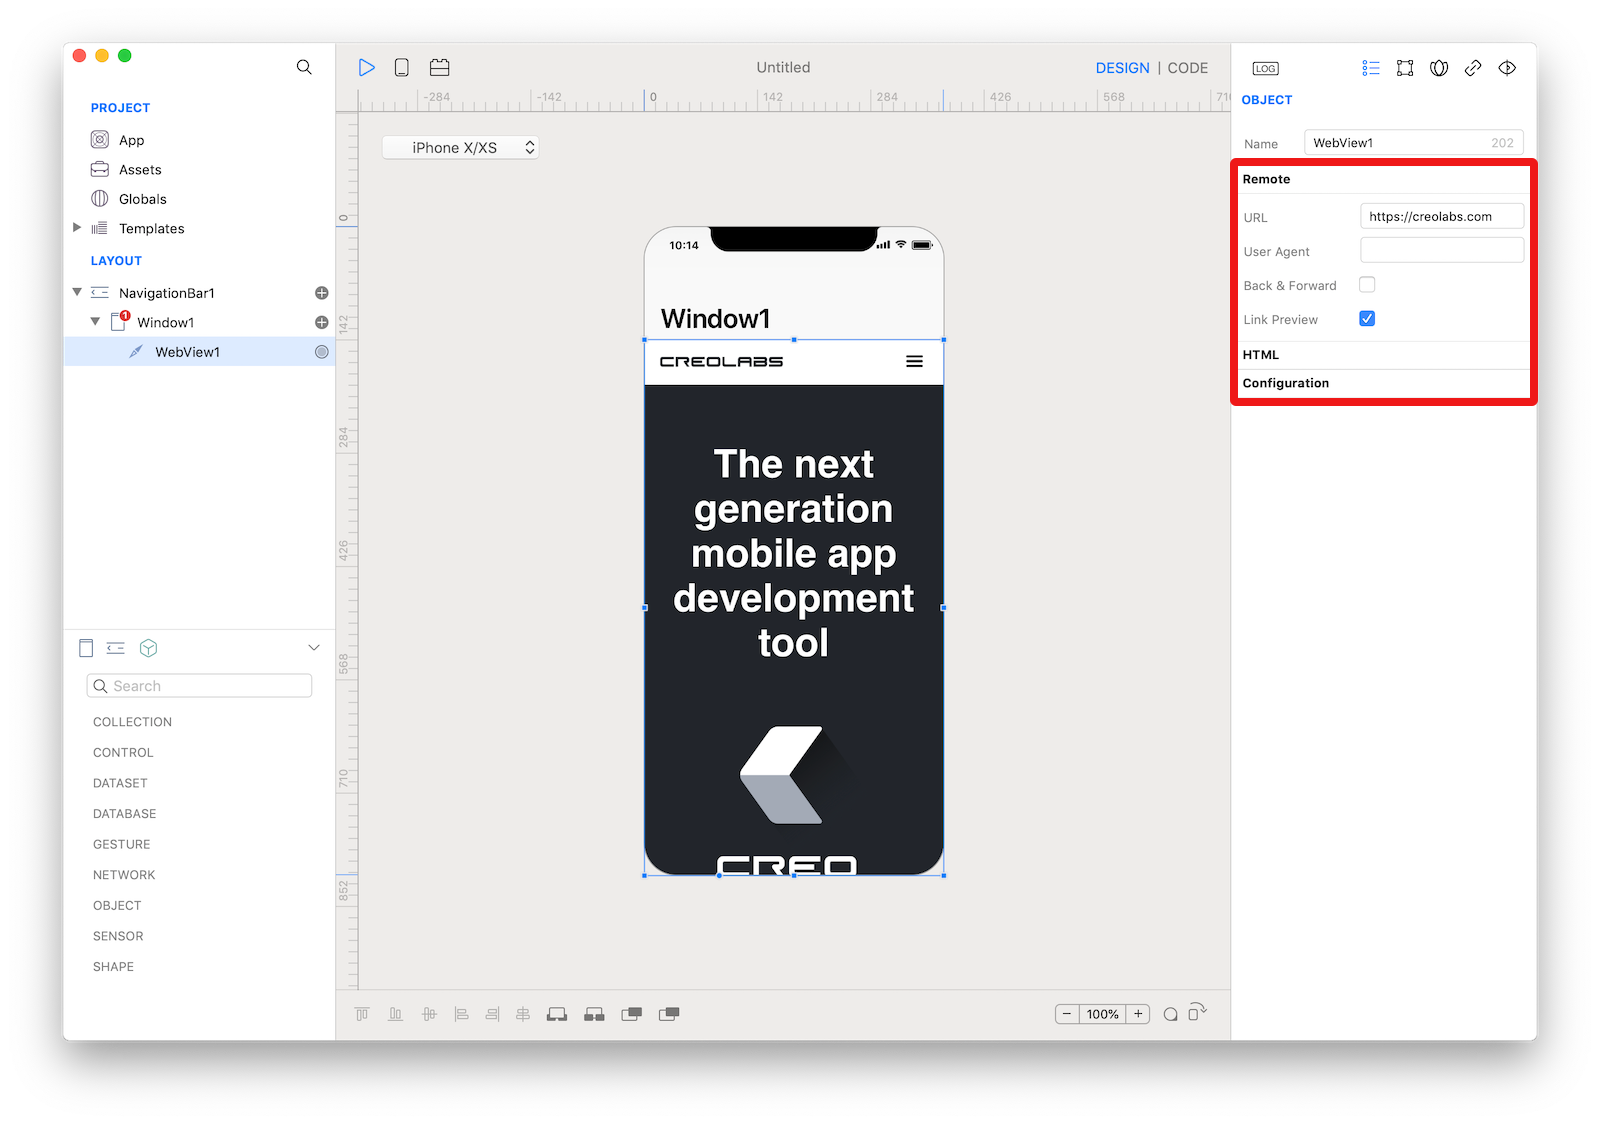 Untitled
DESIGN | CODE
LOG
PROJECT
App
Assets
Globals
Templates
LAYOUT
NavigationBar1
1
Window1
WebView1
Search
COLLECTION
CONTROL
DATASET
DATABASE
GESTURE
NETWORK
OBJECT
SENSOR
SHAPE
-284
-142
0
142
284
426
568
710
0
142
284
426
568
710
852
iPhone X/XS
10:14
Window1
CREOLABS
The next
generation
mobile app
development
tool
CREO
100%
OBJECT
Name
WebView1
202
Remote
URL
https://creolabs.com
User Agent
Back & Forward
Link Preview
HTML
Configuration